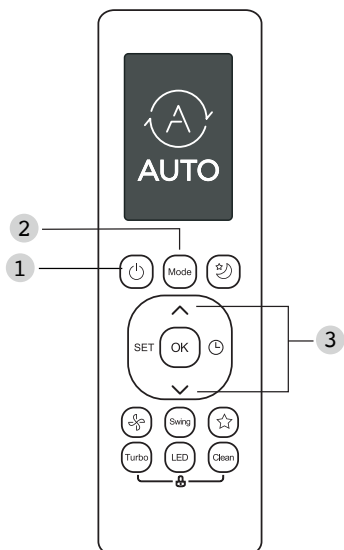 A
AUTO
2
1
Mode
3
SET OK
Swing
Turbo LED Clean